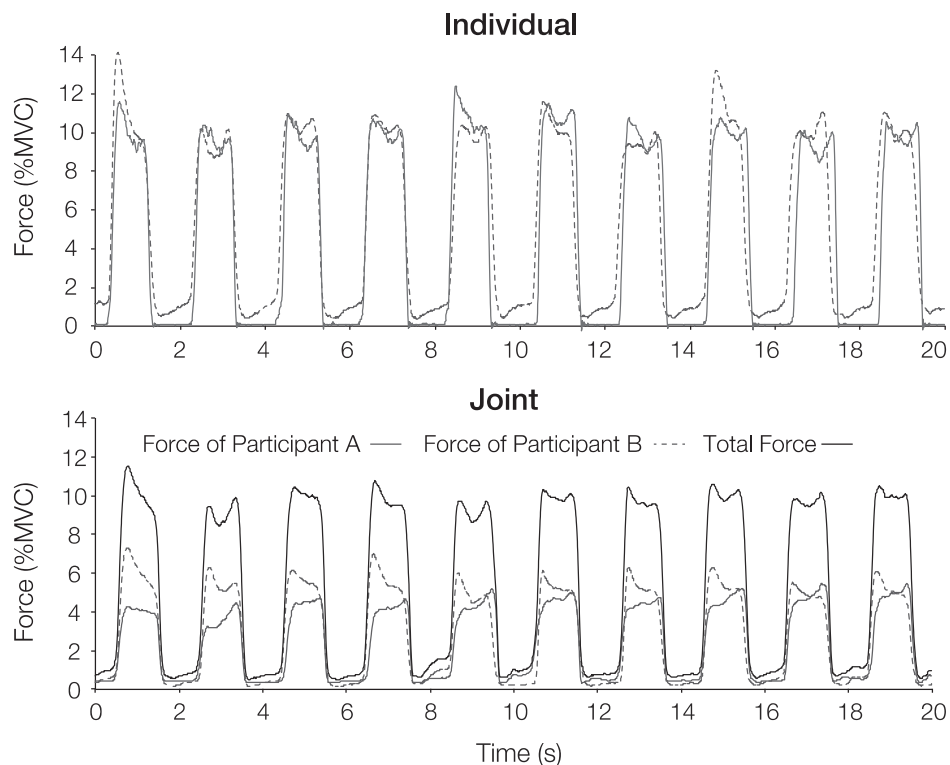 Individual
Force (%MVC)
14
12
10
8
6
4
2
0
0 2 4 6 8 10 12 14 16 18 20
Joint
Force (%MVC)
14
Force of Participant A Force of Participant B Total Force
12
10
8
6
4
2
0
0 2 4 6 8 10 12 14 16 18 20
Time (s)